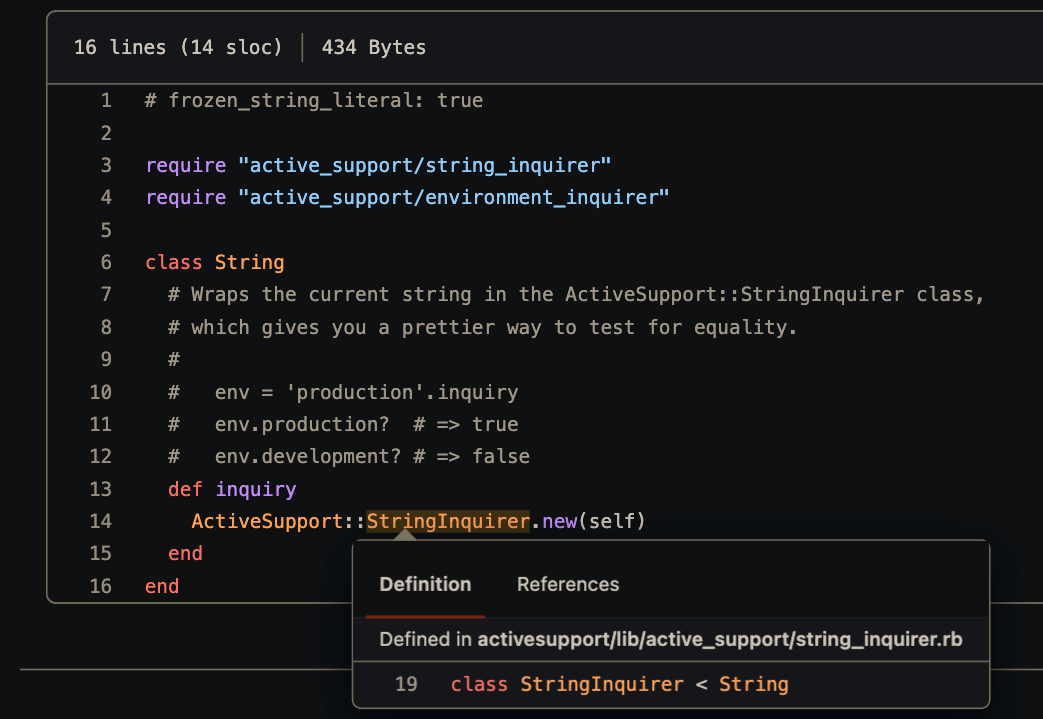 16 lines (14 sloc) | 434 Bytes
1 # frozen_string_literal: true
2
3 require "active_support/string_inquirer"
4 require "active_support/environment_inquirer"
5
6 class String
7   # Wraps the current string in the ActiveSupport::StringInquirer class,
8   # which gives you a prettier way to test for equality.
9   #
10   #   env = 'production'.inquiry
11   #   env.production?  # => true
12   #   env.development? # => false
13   def inquiry
14     ActiveSupport::StringInquirer.new(self)
15   end
16 end
Definition References
Defined in activesupport/lib/active_support/string_inquirer.rb
19 class StringInquirer < String